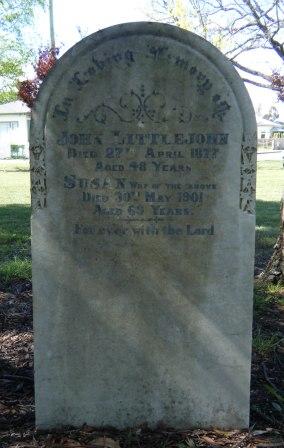 In Loving Memory of
JOHN LITTLEJOHN
DIED 27TH APRIL 1877
AGED 48 YEARS
SUSAN WIFE OF THE ABOVE
DIED 30TH MAY 1901
AGED 69 YEARS.
For ever with the Lord